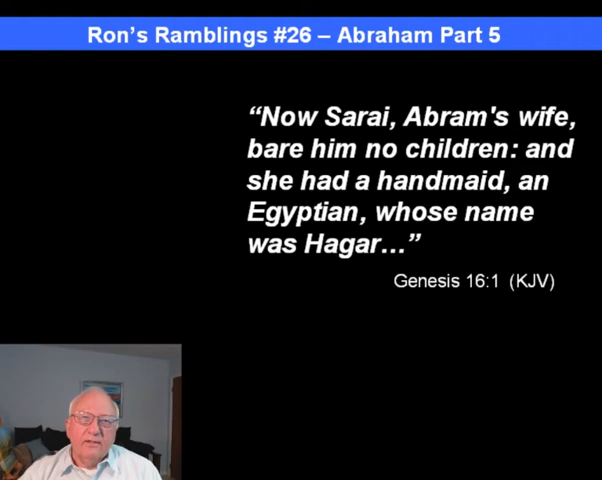 Ron’s Ramblings #26 – Abraham Part 5
“Now Sarai, Abram's wife,
bare him no children: and
she had a handmaid, an
Egyptian, whose name
was Hagar…”
Genesis 16:1 (KJV)